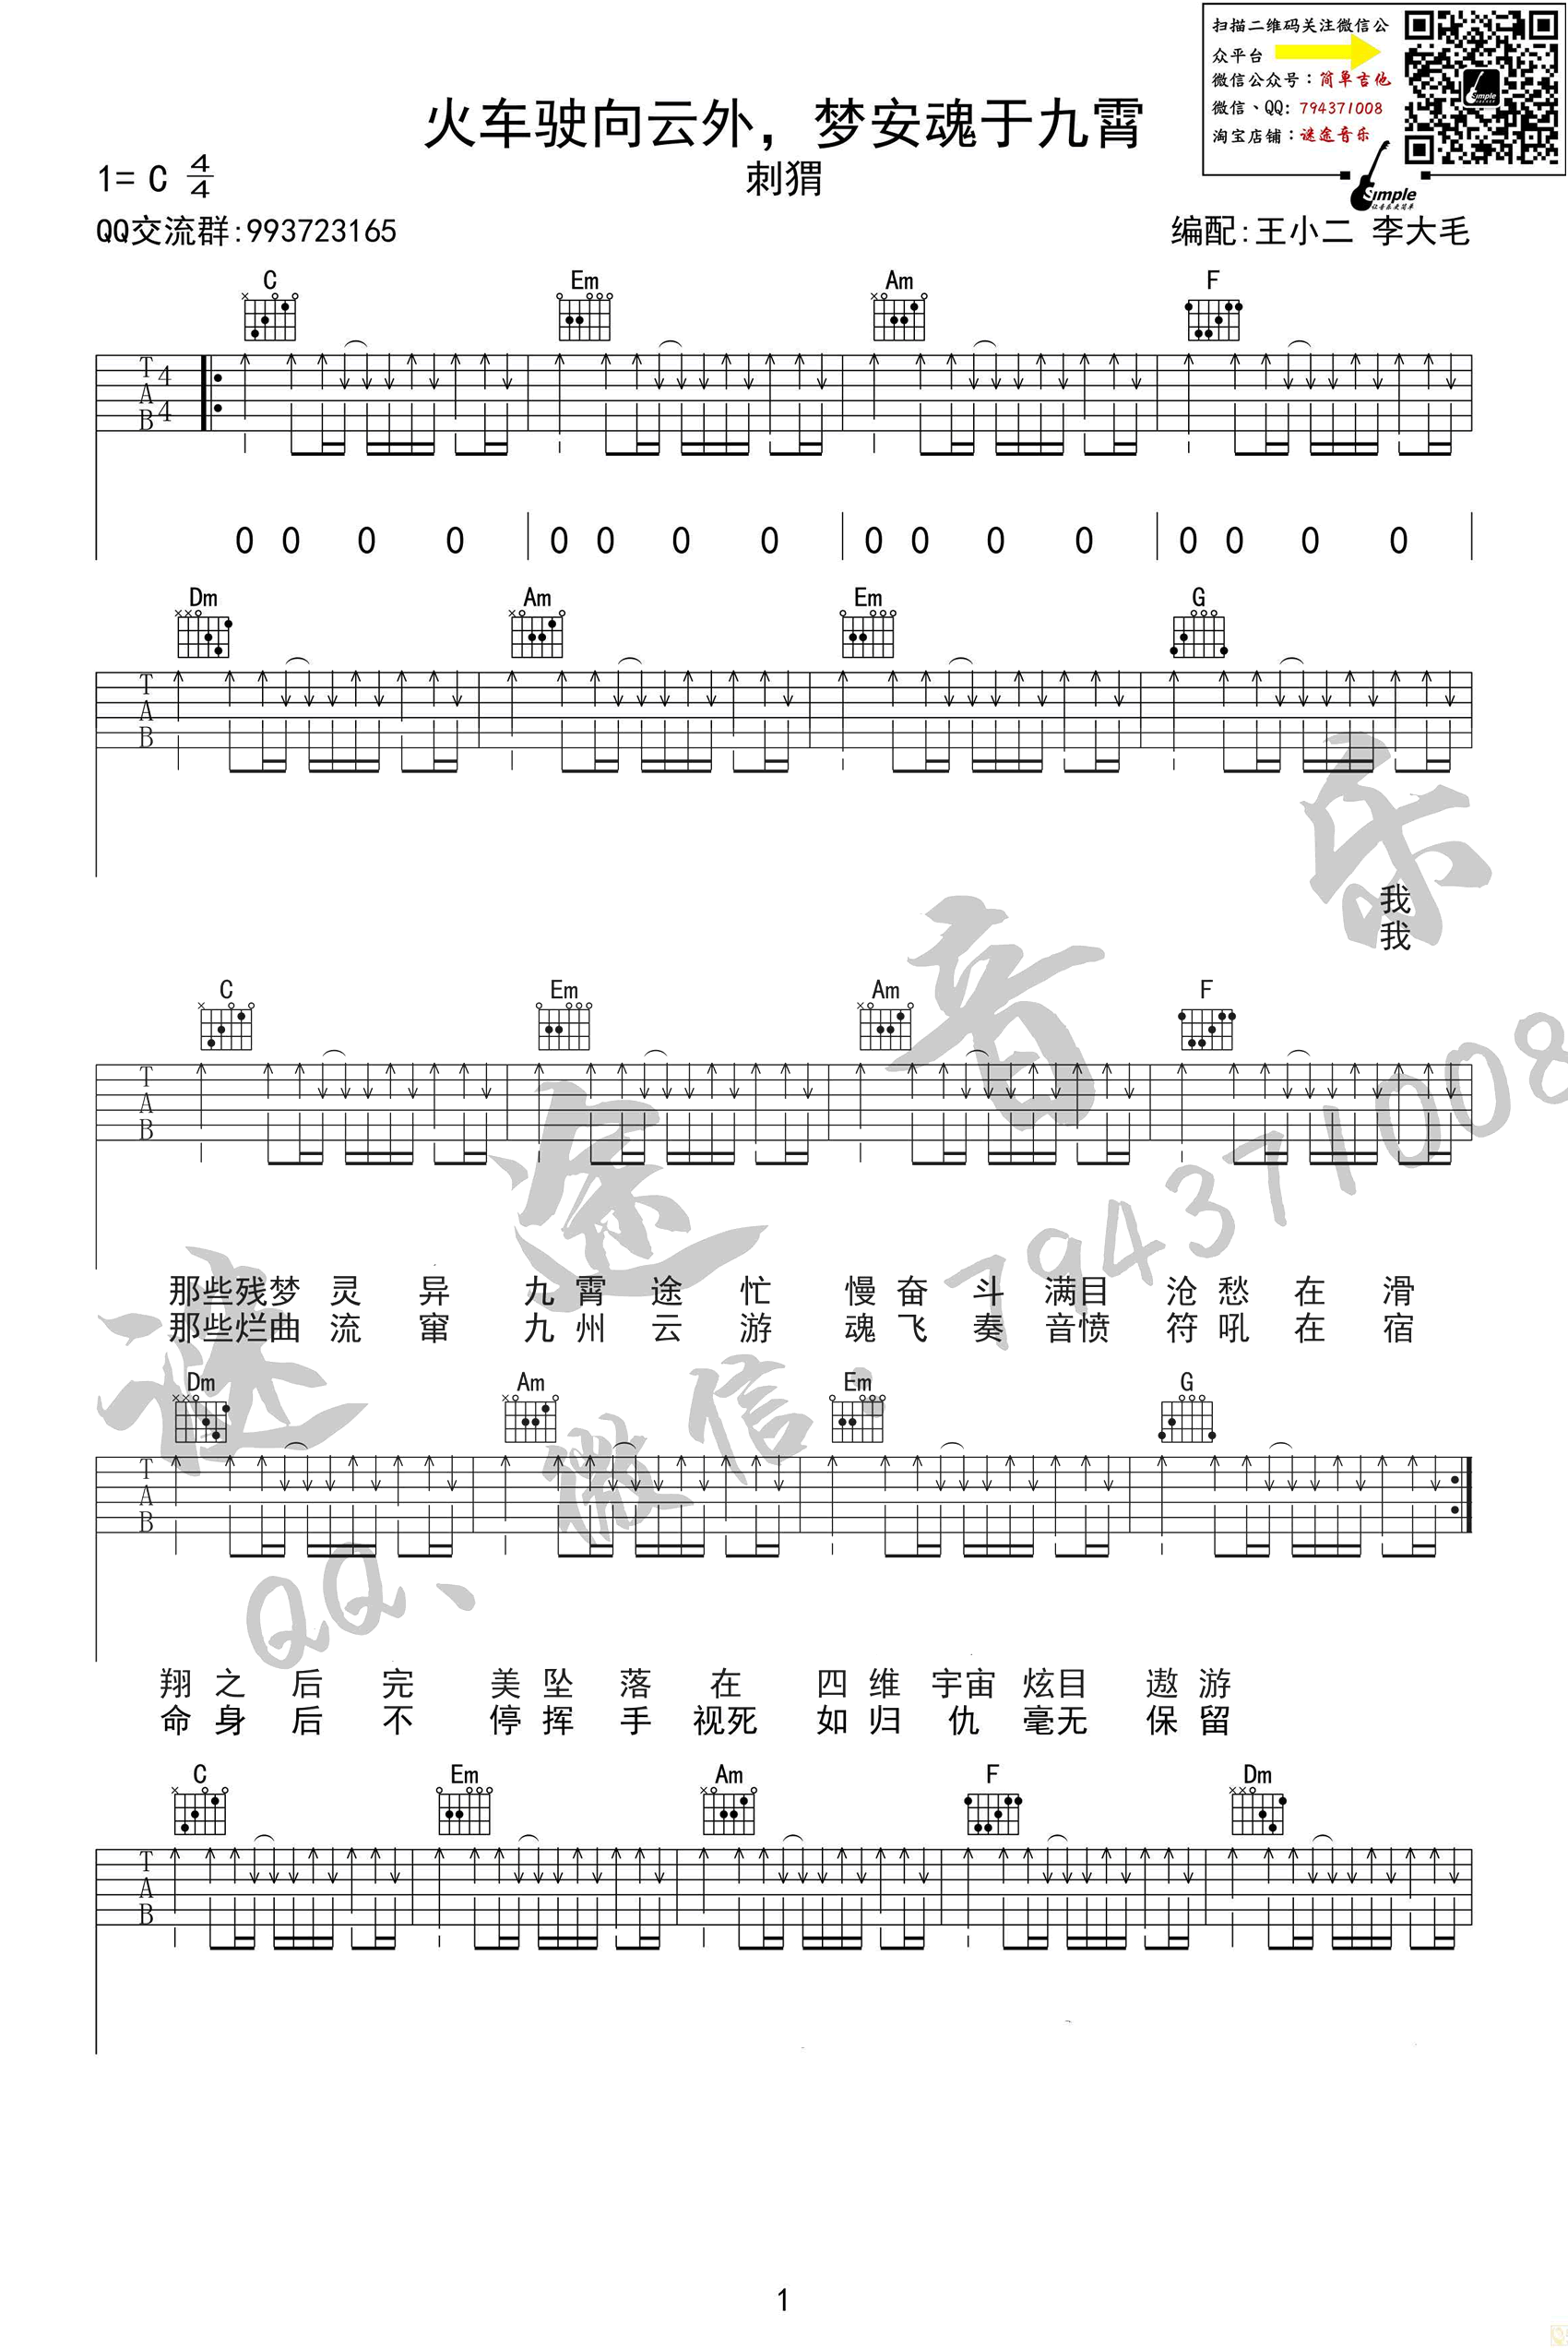 扫描二维码关注微信公
众平台
微信公众号：简单吉他
微信、QQ: 794371008
淘宝店铺：谜途音乐
Simple
让音乐更简单
火车驶向云外，梦安魂于九霄
刺猬
1= C 4/4
QQ交流群:993723165
编配:王小二 李大毛
C Em Am F
T A B 4 4
0 0 0 0 0 0 0 0 0 0 0 0 0 0 0 0
Dm Am Em G
T A B
我
我
C Em Am F
T A B
那些残梦 灵 异 九 霄 途 忙 慢 奋 斗 满目 沧 愁 在 滑
那些烂曲 流 窜 九 州 云 游 魂 飞 奏 音愤 符 吼 在 宿
Dm Am Em G
T A B
翔 之 后 完 美 坠 落 在 四 维 宇宙 炫目 遨 游
命 身 后 不 停 挥 手 视死 如 归 仇 毫无 保 留
C Em Am F Dm
T A B
谜途音乐
QQ、微信：794371008
1